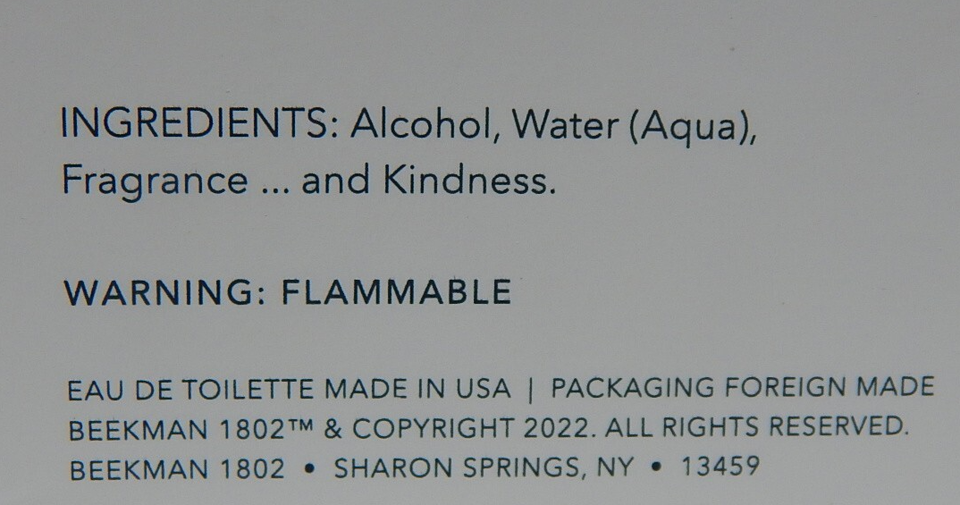 INGREDIENTS: Alcohol, Water (Aqua),
Fragrance ... and Kindness.
WARNING: FLAMMABLE
EAU DE TOILETTE MADE IN USA | PACKAGING FOREIGN MADE
BEEKMAN 1802™ & COPYRIGHT 2022. ALL RIGHTS RESERVED.
BEEKMAN 1802 • SHARON SPRINGS, NY • 13459